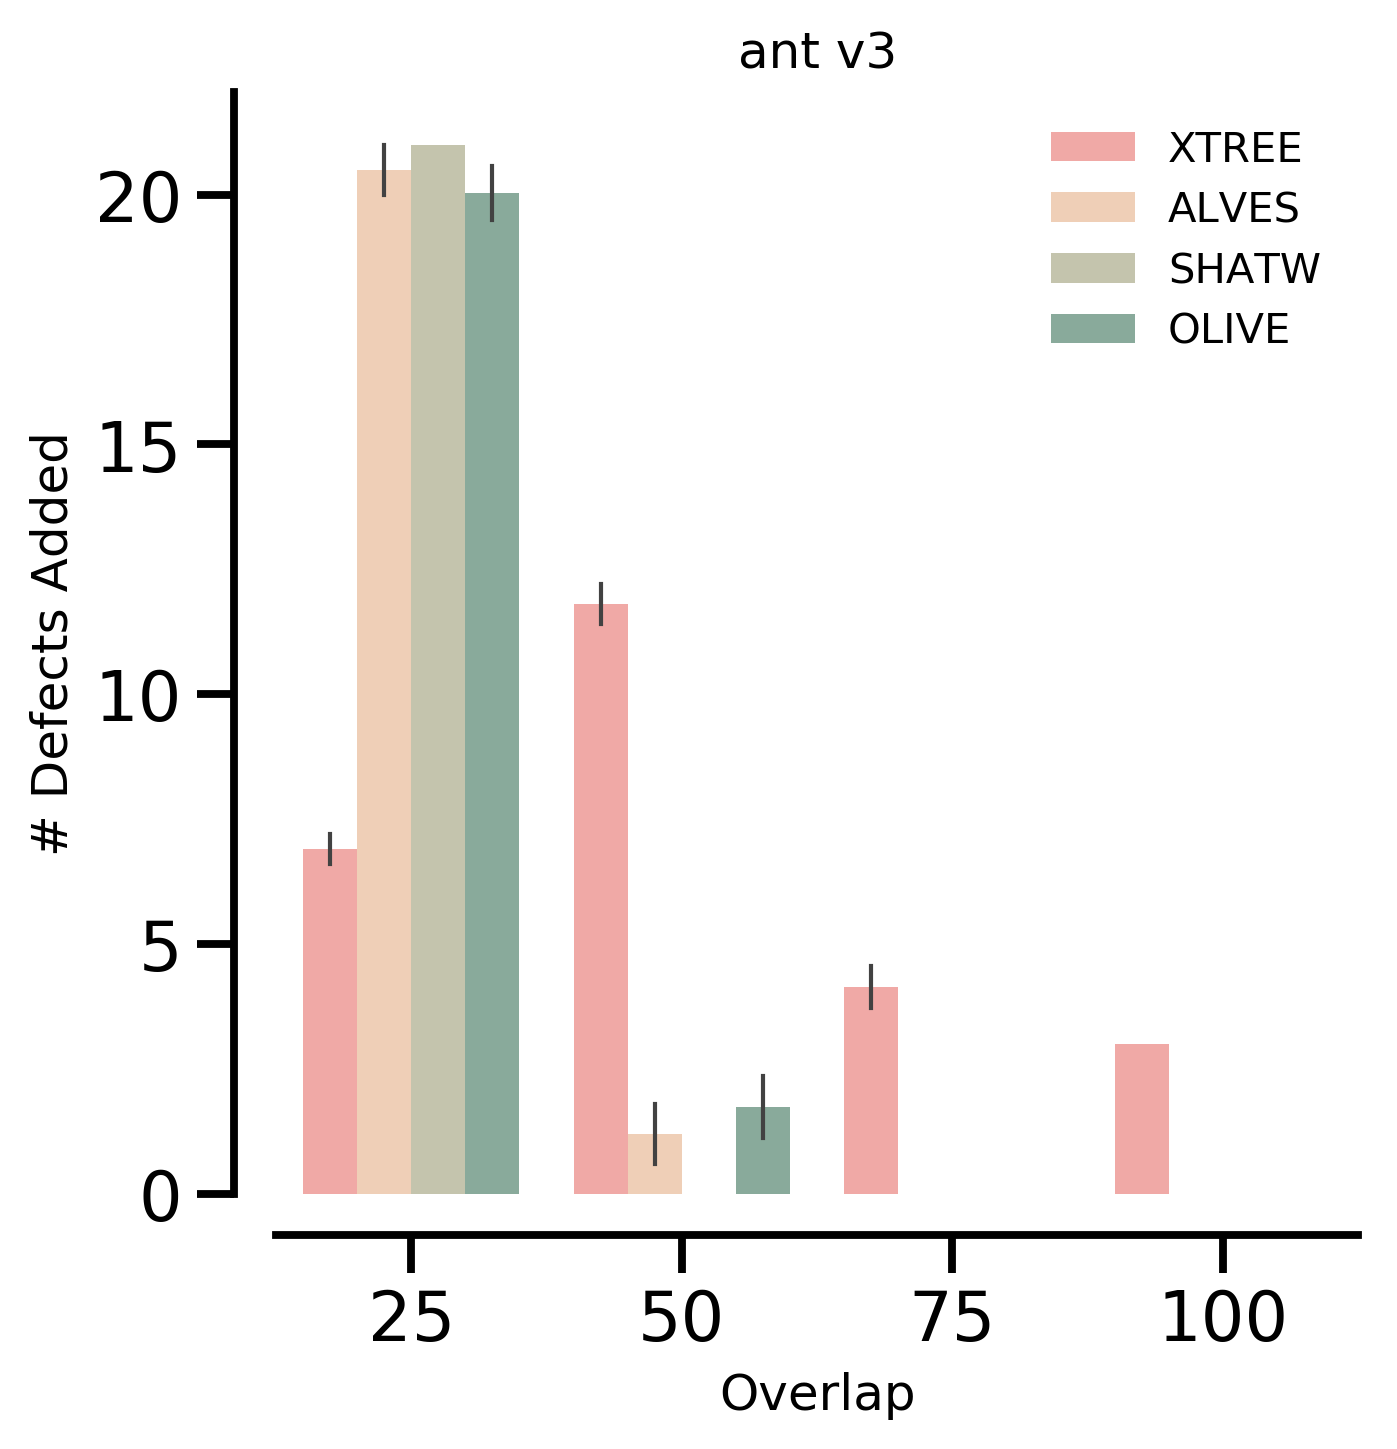 ant v3
XTREE
ALVES
SHATW
OLIVE
# Defects Added
20
15
10
5
0
25 50 75 100
Overlap